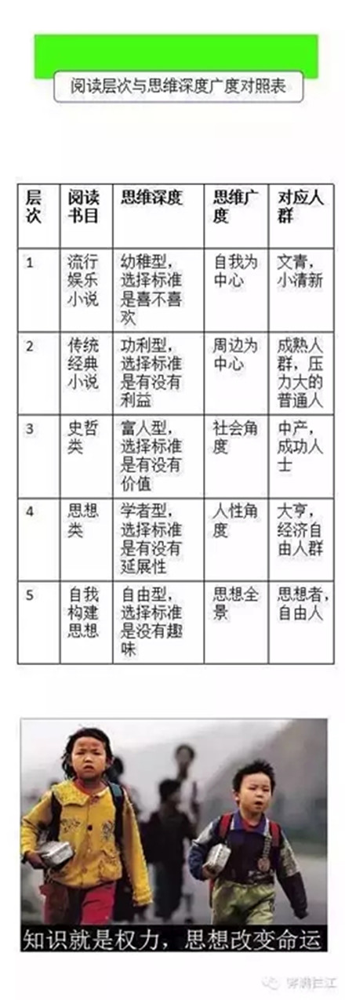 阅读层次与思维深度广度对照表
层
次
阅读
书目
思维深度
思维广
度
对应人
群
1
流行
娱乐
小说
幼稚型，
选择标准
是喜不喜
欢
自我为
中心
文青，
小清新
2
传统
经典
小说
功利型，
选择标准
是有没有
利益
周边为
中心
成熟人
群，压
力大的
普通人
3
史哲
类
富人型，
选择标准
是有没有
价值
社会角
度
中产，
成功人
士
4
思想
类
学者型，
选择标准
是有没有
延展性
人性角
度
大亨，
经济自
由人群
5
自我
构建
思想
自由型，
选择标准
是没有趣
味
思想全
景
思想者，
自由人
知识就是权力，思想改变命运